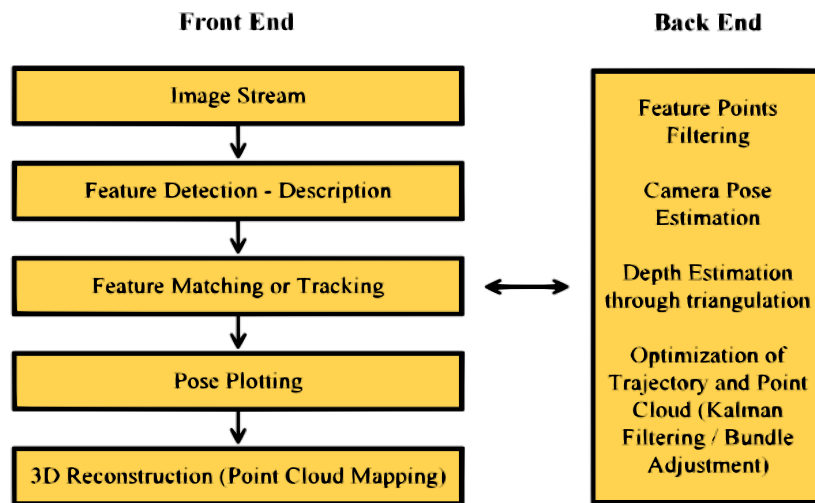 Front End
Image Stream
Feature Detection - Description
Feature Matching or Tracking
Pose Plotting
3D Reconstruction (Point Cloud Mapping)
Back End
Feature Points
Filtering
Camera Pose
Estimation
Depth Estimation
through triangulation
Optimization of
Trajectory and Point
Cloud (Kalman
Filtering / Bundle
Adjustment)